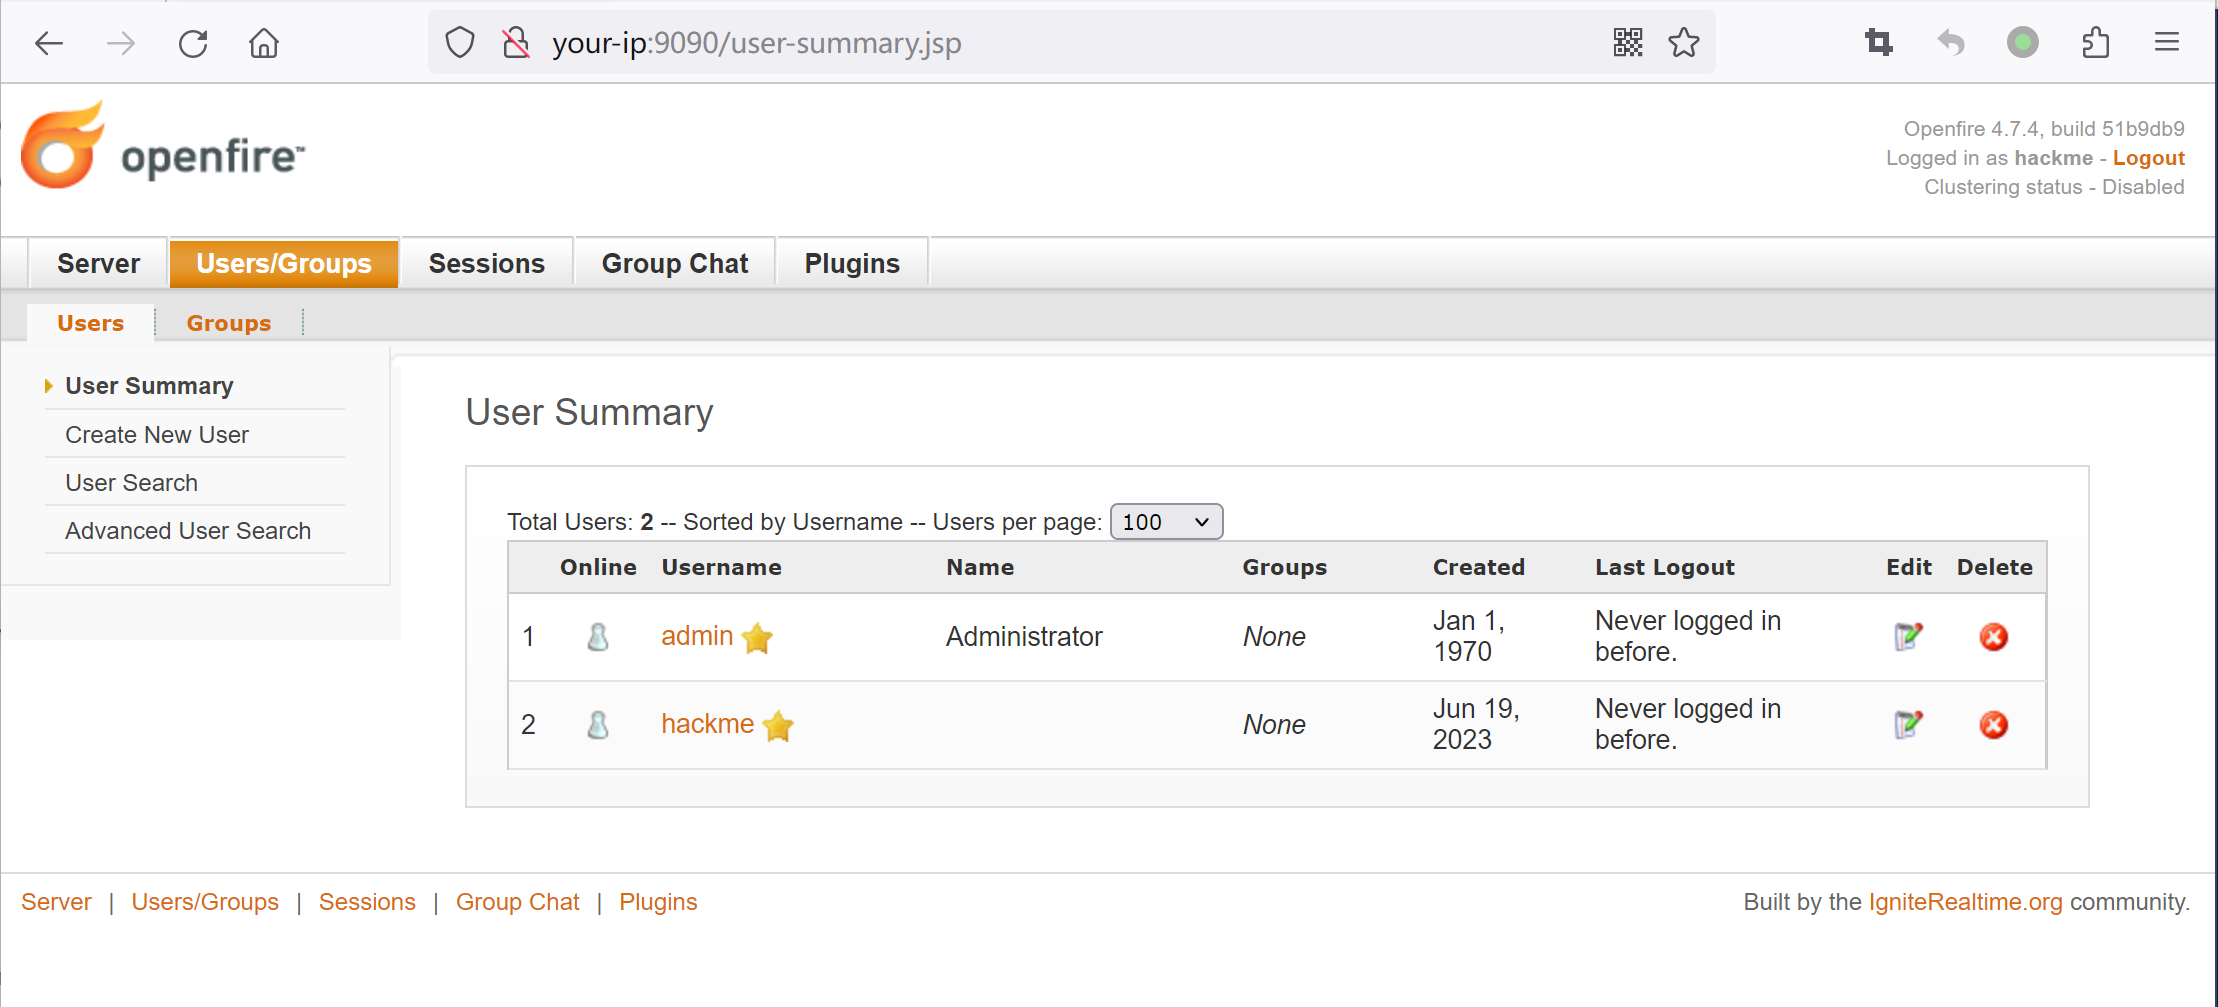 your-ip:9090/user-summary.jsp
openfire™
Openfire 4.7.4, build 51b9db9
Logged in as hackme - Logout
Clustering status - Disabled
Server Users/Groups Sessions Group Chat Plugins
Users Groups
User Summary
Create New User
User Search
Advanced User Search
User Summary
Total Users: 2 -- Sorted by Username -- Users per page: 100
Online Username Name Groups Created Last Logout Edit Delete
1 admin Administrator None Jan 1, 1970 Never logged in before.
2 hackme None Jun 19, 2023 Never logged in before.
Server | Users/Groups | Sessions | Group Chat | Plugins
Built by the IgniteRealtime.org community.